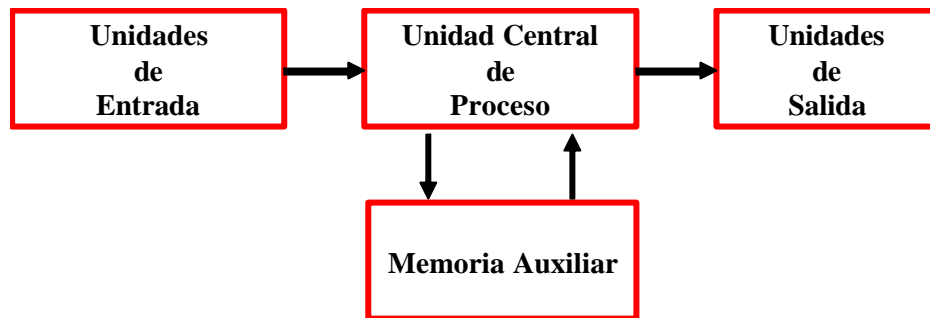 Unidades
de
Entrada
Unidad Central
de
Proceso
Unidades
de
Salida
Memoria Auxiliar